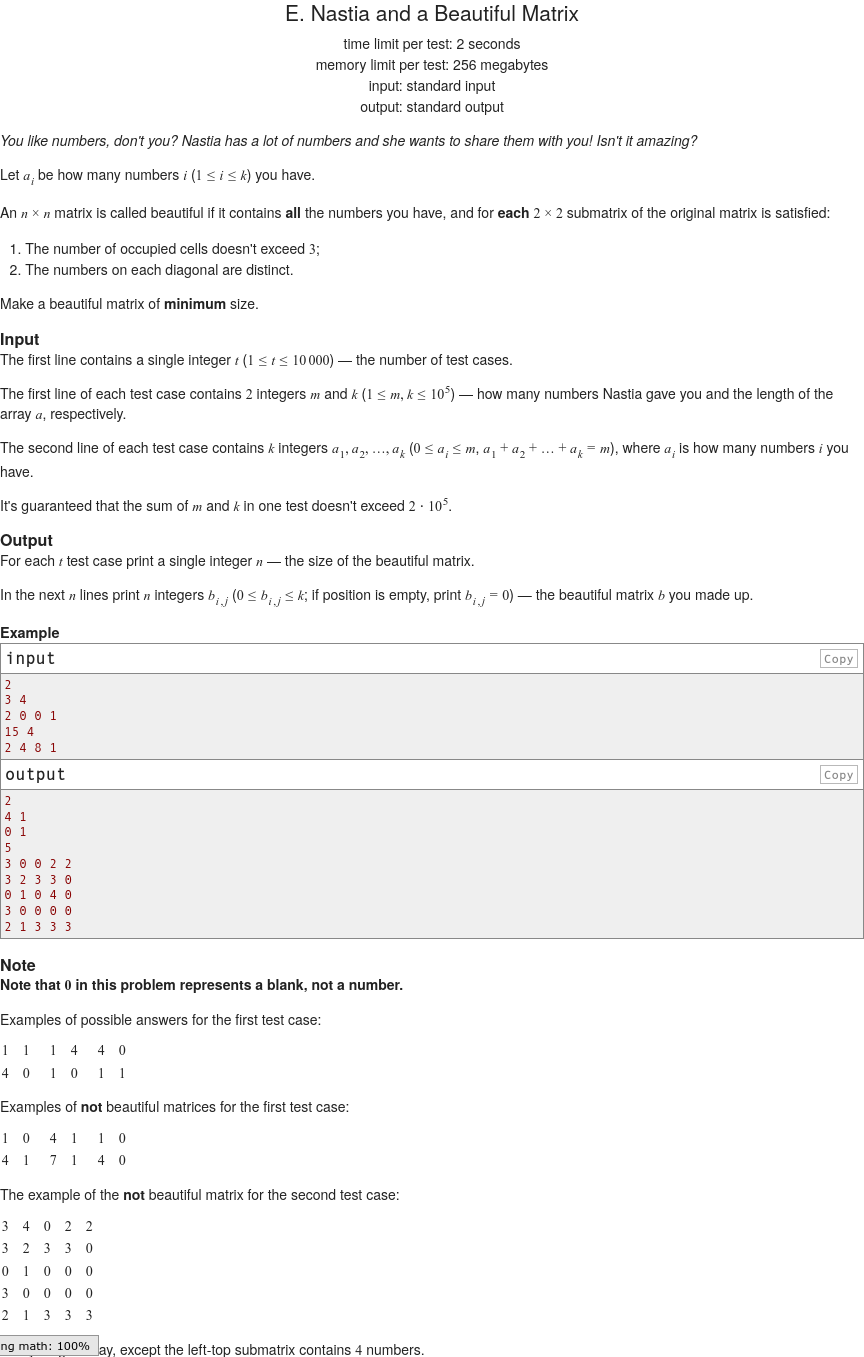 E. Nastia and a Beautiful Matrix
time limit per test: 2 seconds
memory limit per test: 256 megabytes
input: standard input
output: standard output
You like numbers, don't you? Nastia has a lot of numbers and she wants to share them with you! Isn't it amazing?
Let a_i be how many numbers i (1 ≤ i ≤ k) you have.
An n × n matrix is called beautiful if it contains all the numbers you have, and for each 2 × 2 submatrix of the original matrix is satisfied:
1. The number of occupied cells doesn't exceed 3;
2. The numbers on each diagonal are distinct.
Make a beautiful matrix of minimum size.
Input
The first line contains a single integer t (1 ≤ t ≤ 10 000) — the number of test cases.
The first line of each test case contains 2 integers m and k (1 ≤ m, k ≤ 10^5) — how many numbers Nastia gave you and the length of the
array a, respectively.
The second line of each test case contains k integers a_1, a_2, …, a_k (0 ≤ a_i ≤ m, a_1 + a_2 + … + a_k = m), where a_i is how many numbers i you
have.
It's guaranteed that the sum of m and k in one test doesn't exceed 2 · 10^5.
Output
For each t test case print a single integer n — the size of the beautiful matrix.
In the next n lines print n integers b_{i,j} (0 ≤ b_{i,j} ≤ k; if position is empty, print b_{i,j} = 0) — the beautiful matrix b you made up.
Example
input Copy
2
3 4
2 0 0 1
15 4
2 4 8 1
output Copy
2
4 1
0 1
5
3 0 0 2 2
3 2 3 3 0
0 1 0 4 0
3 0 0 0 0
2 1 3 3 3
Note
Note that 0 in this problem represents a blank, not a number.
Examples of possible answers for the first test case:
1 1 1 4 4 0
4 0 1 0 1 1
Examples of not beautiful matrices for the first test case:
1 0 4 1 1 0
4 1 7 1 4 0
The example of the not beautiful matrix for the second test case:
3 4 0 2 2
3 2 3 3 0
0 1 0 0 0
3 0 0 0 0
2 1 3 3 3
ng math: 100% ay, except the left-top submatrix contains 4 numbers.